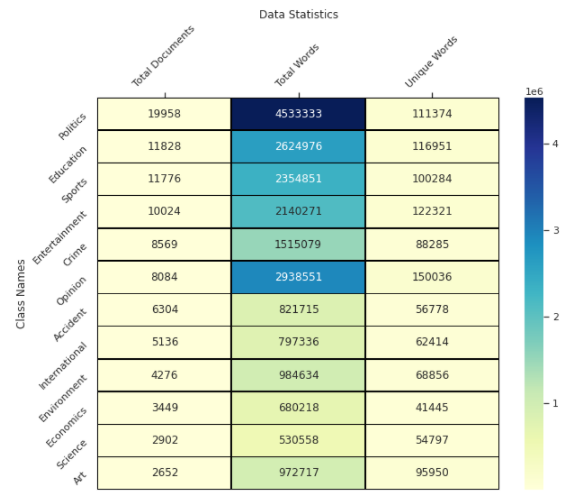 Data Statistics
Total Documents Total Words Unique Words
Class Names
Politics 19958 4533333 111374
Education 11828 2624976 116951
Sports 11776 2354851 100284
Entertainment 10024 2140271 122321
Crime 8569 1515079 88285
Opinion 8084 2938551 150036
Accident 6304 821715 56778
International 5136 797336 62414
Environment 4276 984634 68856
Economics 3449 680218 41445
Science 2902 530558 54797
Art 2652 972717 95950
1e6
4
3
2
1